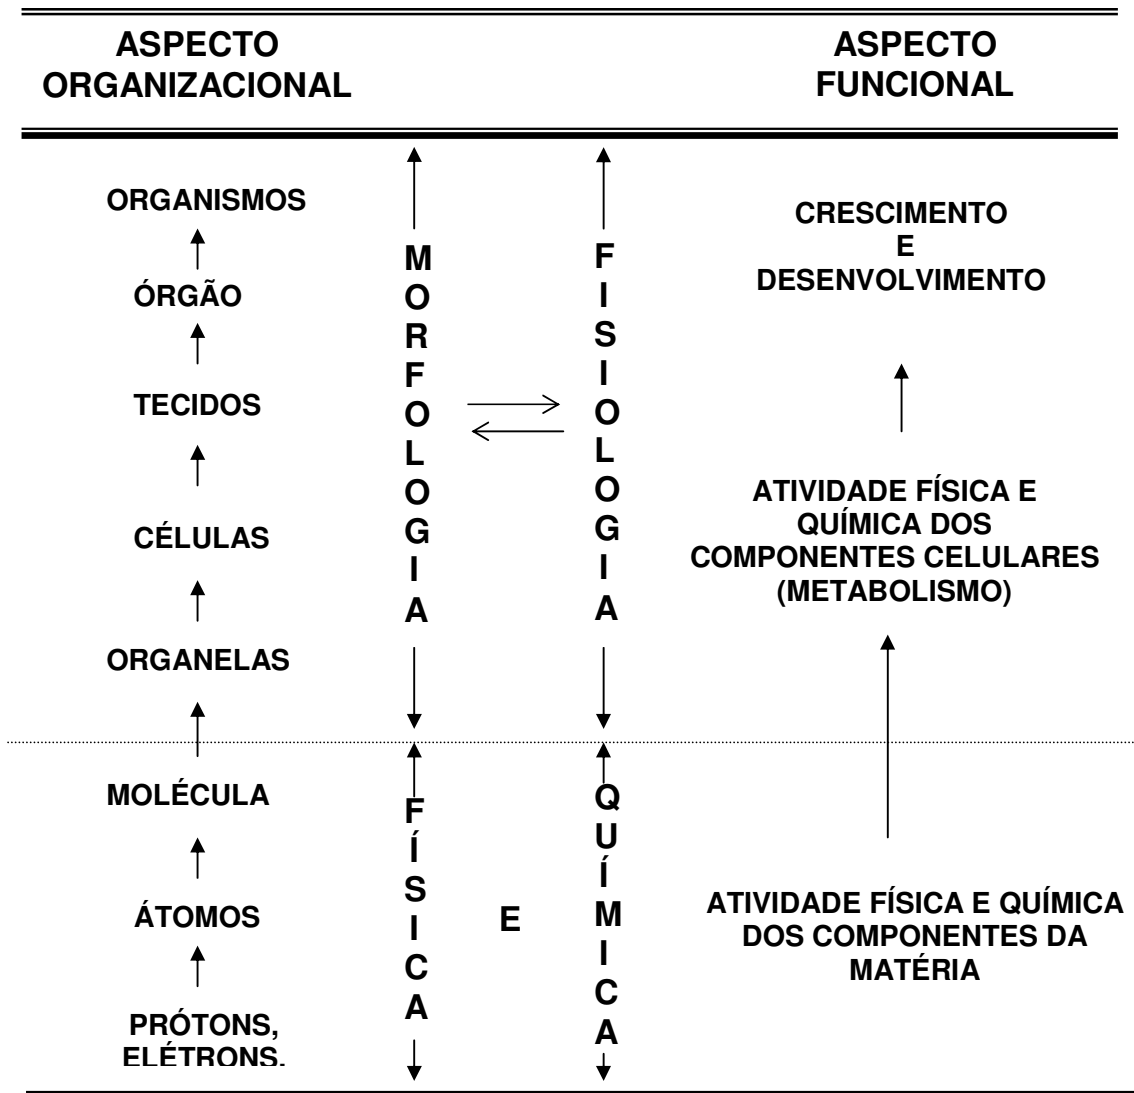 ASPECTO
ORGANIZACIONAL
ASPECTO
FUNCIONAL
ORGANISMOS
ÓRGÃO
TECIDOS
CÉLULAS
ORGANELAS
MOLÉCULA
ÁTOMOS
PRÓTONS,
ELÉTRONS.
MORFOLOGIA
FISIOLOGIA
FÍSICA
E
QUÍMICA
CRESCIMENTO
E
DESENVOLVIMENTO
ATIVIDADE FÍSICA E
QUÍMICA DOS
COMPONENTES CELULARES
(METABOLISMO)
ATIVIDADE FÍSICA E QUÍMICA
DOS COMPONENTES DA
MATÉRIA